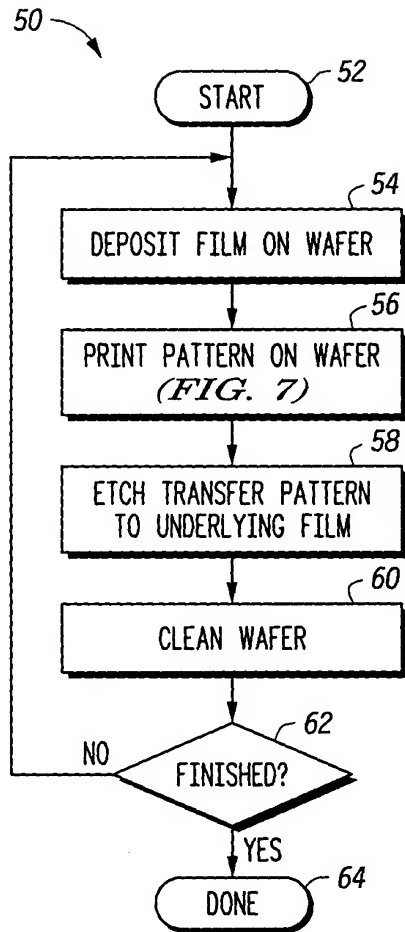 50
START
52
DEPOSIT FILM ON WAFER
54
PRINT PATTERN ON WAFER
(FIG. 7)
56
ETCH TRANSFER PATTERN
TO UNDERLYING FILM
58
CLEAN WAFER
60
FINISHED?
62
NO
YES
DONE
64